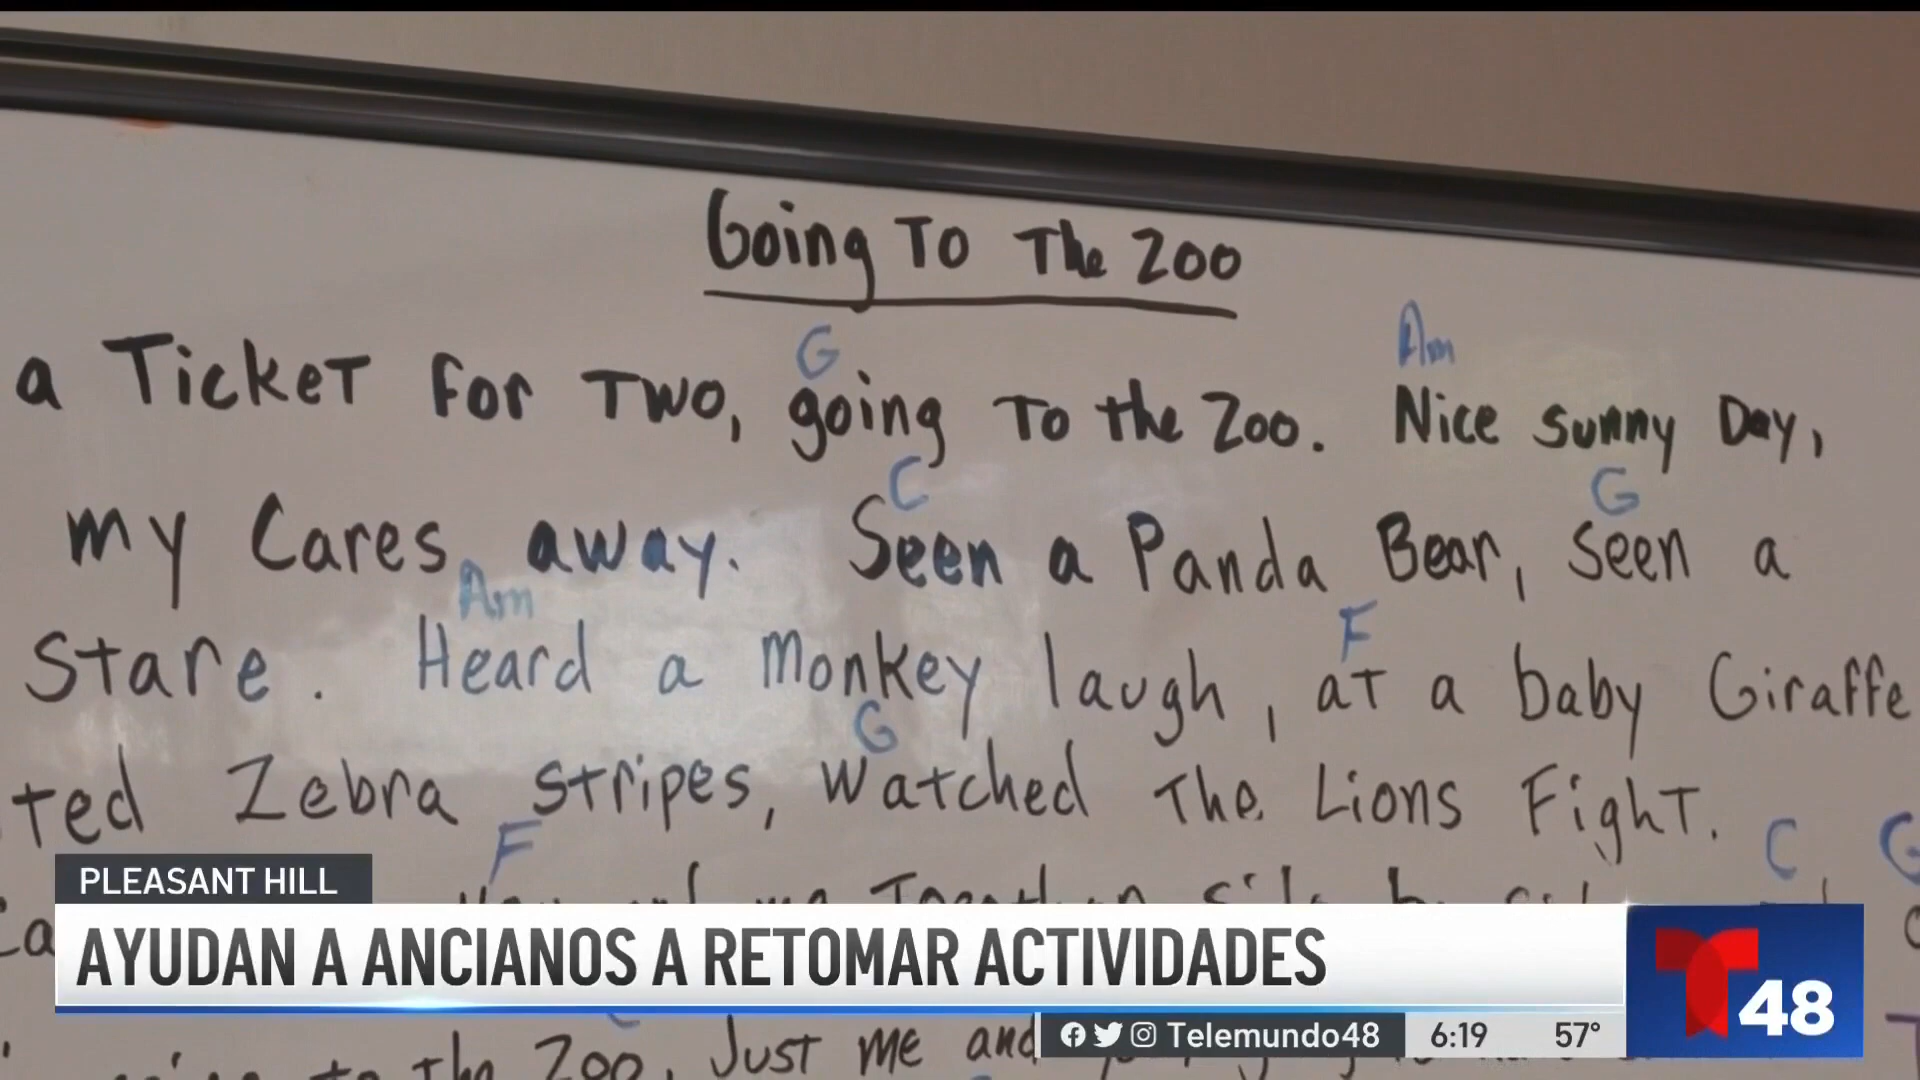 Going To The Zoo
G Am
a Ticket for Two, going To the Zoo. Nice sunny Day,
C G
my Cares away. Seen a Panda Bear, Seen a
Am F
Stare. Heard a Monkey laugh, at a baby Giraffe
G
ted Zebra stripes, watched The Lions Fight.
F C G
PLEASANT HILL
AYUDAN A ANCIANOS A RETOMAR ACTIVIDADES
48
the Zoo. Just me and
Telemundo48 6:19 57°